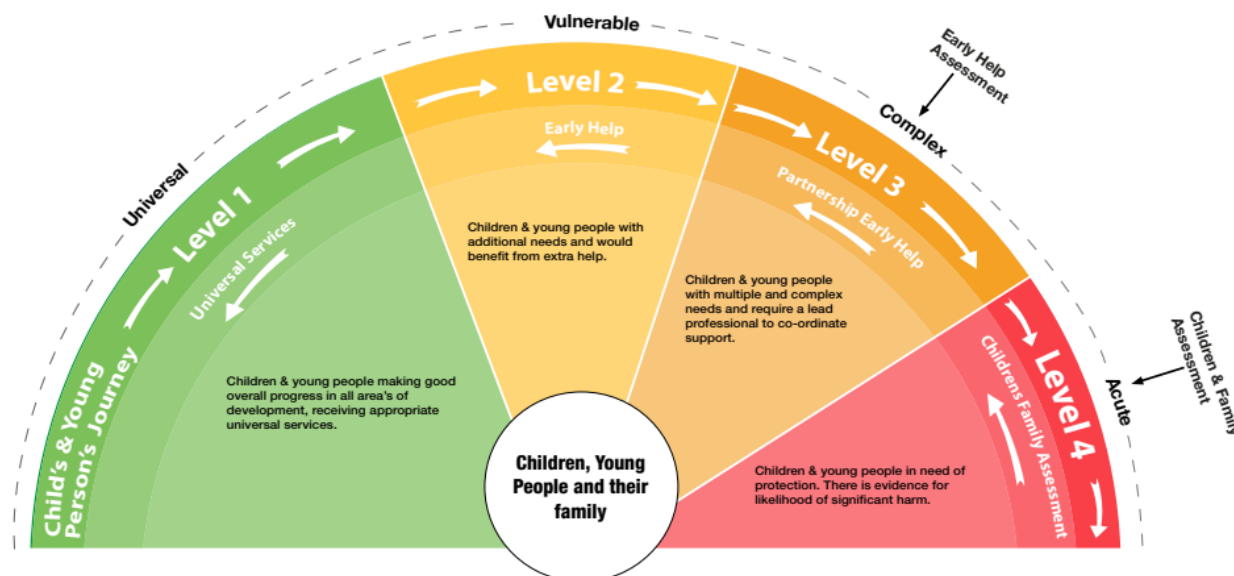 Universal
Vulnerable
Complex
Acute
Early Help
Assessment
Children & Family
Assessment
Child's & Young
Person's Journey
Level 1
Universal Services
Children & young people making good
overall progress in all area's of
development, receiving appropriate
universal services.
Level 2
Early Help
Children & young people with
additional needs and would
benefit from extra help.
Level 3
Partnership Early Help
Children & young people
with multiple and complex
needs and require a lead
professional to co-ordinate
support.
Level 4
Childrens Family Assessment
Children & young people in need of
protection. There is evidence for
likelihood of significant harm.
Children, Young
People and their
family